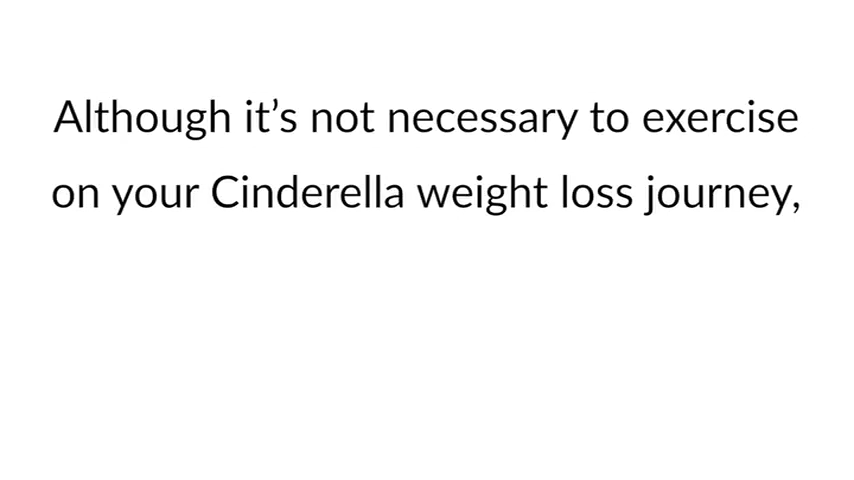 Although it’s not necessary to exercise
on your Cinderella weight loss journey,